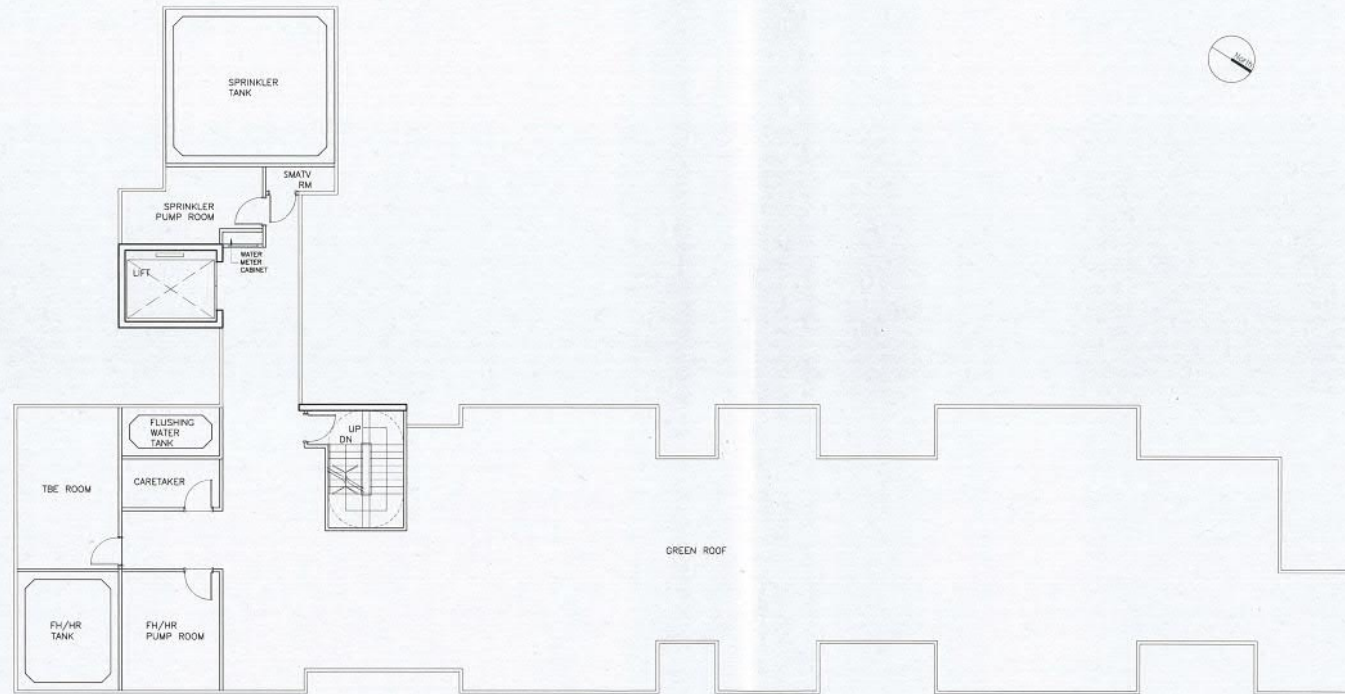 SPRINKLER
TANK
North
SMATV
RM
SPRINKLER
PUMP ROOM
WATER
METER
CABINET
LIFT
FLUSHING
WATER
TANK
UP
DN
CARETAKER
TBE ROOM
GREEN ROOF
FH/HR
TANK
FH/HR
PUMP ROOM